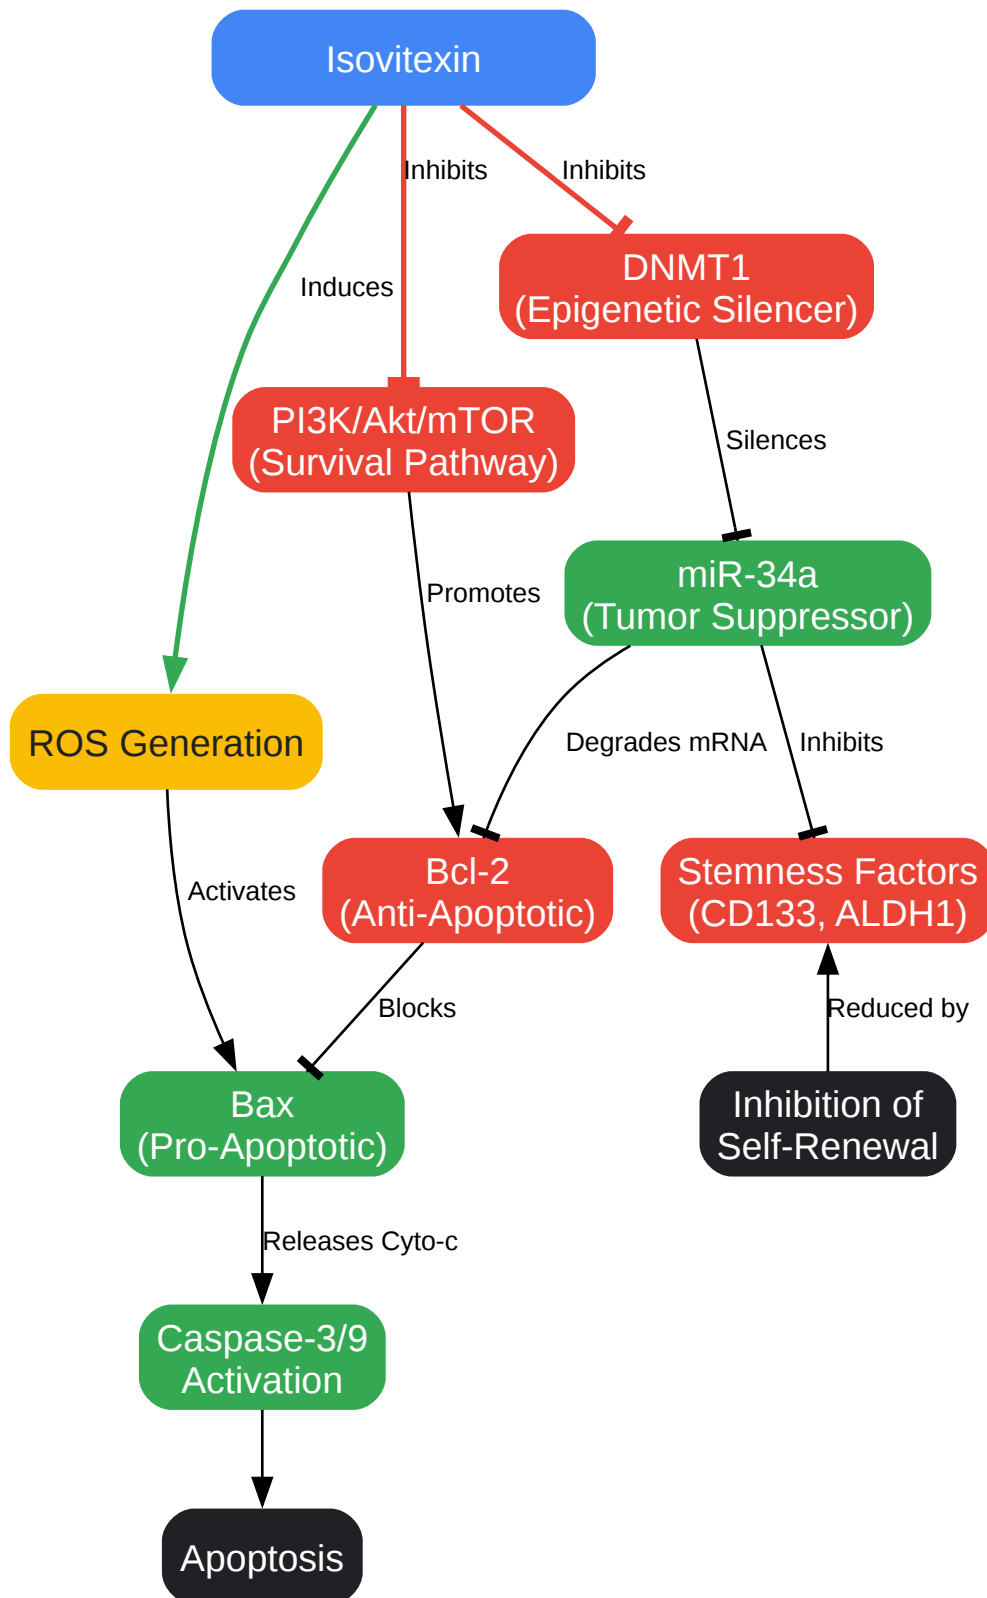 Isovitexin
Inhibits
Inhibits
DNMT1
(Epigenetic Silencer)
Induces
PI3K/Akt/mTOR
(Survival Pathway)
Silences
miR-34a
(Tumor Suppressor)
Promotes
ROS Generation
Degrades mRNA
Inhibits
Bcl-2
(Anti-Apoptotic)
Stemness Factors
(CD133, ALDH1)
Activates
Blocks
Reduced by
Bax
(Pro-Apoptotic)
Inhibition of
Self-Renewal
Releases Cyto-c
Caspase-3/9
Activation
Apoptosis